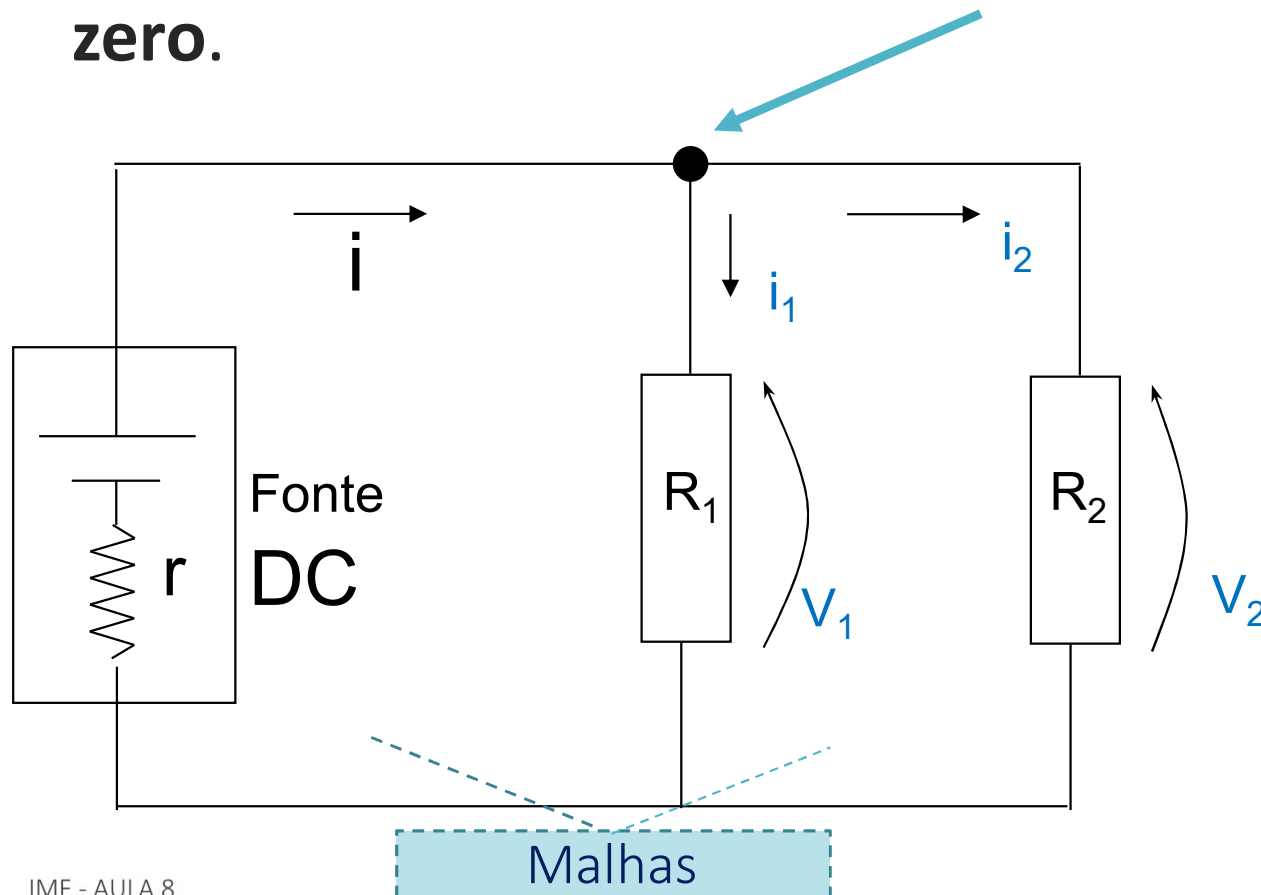 zero.
i
i₂
i₁
R₁
R₂
Fonte
DC
r
V₁
V₂
Malhas
IME - AULA 8